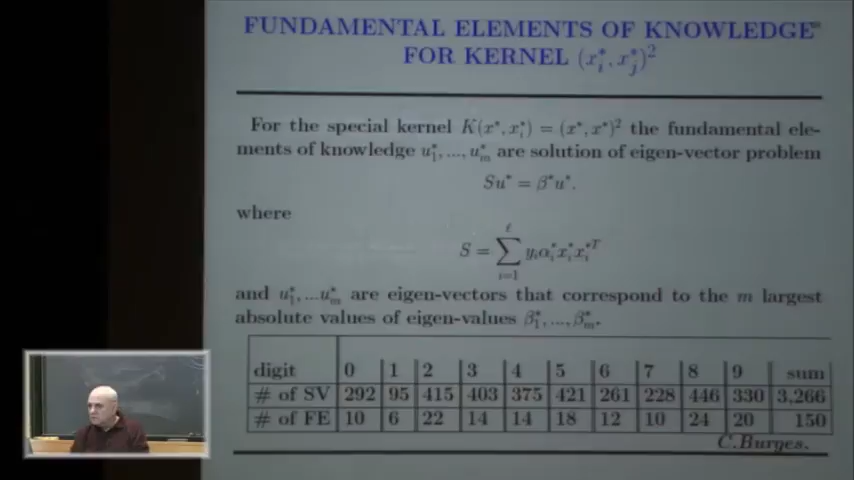 FUNDAMENTAL ELEMENTS OF KNOWLEDGE
FOR KERNEL (x*i, x*j)²
For the special kernel K(x*, x*i) = (x*, x*)² the fundamental ele-
ments of knowledge u*1, ..., u*m are solution of eigen-vector problem
Su* = β*u*.
where
S = ∑ℓi=1 yiα*i x*i x*iT
and u*1, ...u*m are eigen-vectors that correspond to the m largest
absolute values of eigen-values β*1, ..., β*m.
digit 0 1 2 3 4 5 6 7 8 9 sum
# of SV 292 95 415 403 375 421 261 228 446 330 3,266
# of FE 10 6 22 14 14 18 12 10 24 20 150
C.Burges.